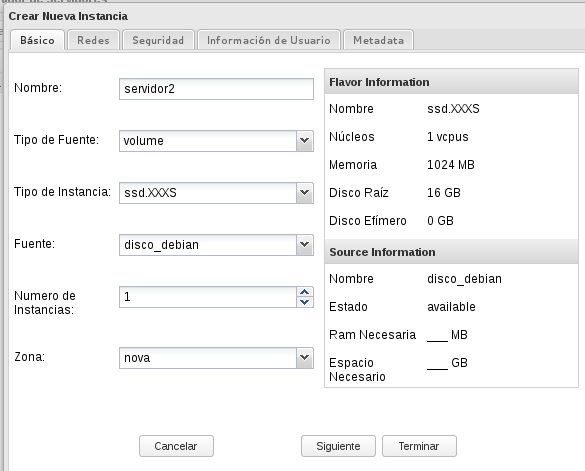 Crear Nueva Instancia
Básico Redes Seguridad Información de Usuario Metadata
Nombre: servidor2
Tipo de Fuente: volume
Tipo de Instancia: ssd.XXXS
Fuente: disco_debian
Numero de
Instancias: 1
Zona: nova
Flavor Information
Nombre ssd.XXXS
Núcleos 1 vcpus
Memoria 1024 MB
Disco Raíz 16 GB
Disco Efímero 0 GB
Source Information
Nombre disco_debian
Estado available
Ram Necesaria ___ MB
Espacio
Necesario ___ GB
Cancelar Siguiente Terminar